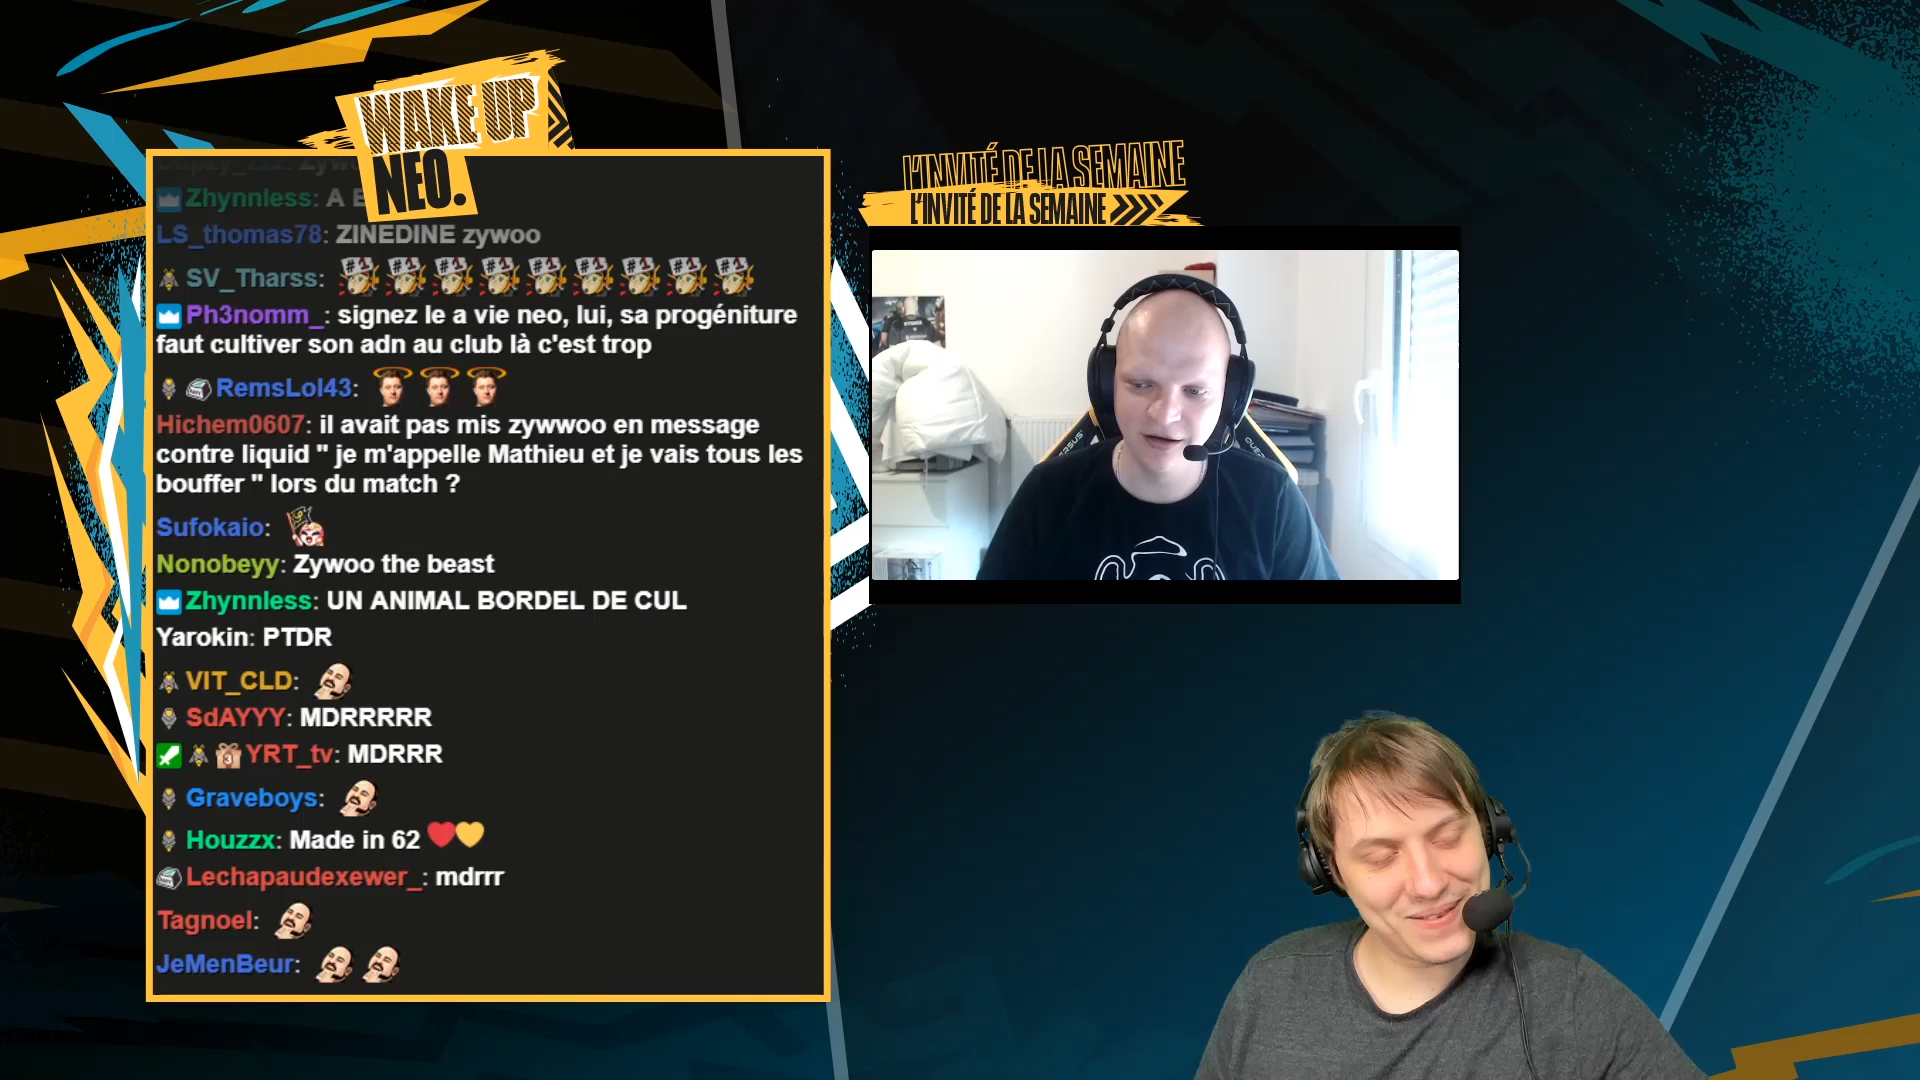 WAKE UP
NEO.
Zhynnless: A
LS_thomas78: ZINEDINE zywoo
SV_Tharss:
Ph3nomm_: signez le a vie neo, lui, sa progéniture
faut cultiver son adn au club là c'est trop
RemsLol43:
Hichem0607: il avait pas mis zywwoo en message
contre liquid " je m'appelle Mathieu et je vais tous les
bouffer " lors du match ?
Sufokaio:
Nonobeyy: Zywoo the beast
Zhynnless: UN ANIMAL BORDEL DE CUL
Yarokin: PTDR
VIT_CLD:
SdAYYY: MDRRRRR
YRT_tv: MDRRR
Graveboys:
Houzzx: Made in 62
Lechapaudexewer_: mdrrr
Tagnoel:
JeMenBeur:
L'INVITÉ DE LA SEMAINE
L'INVITÉ DE LA SEMAINE